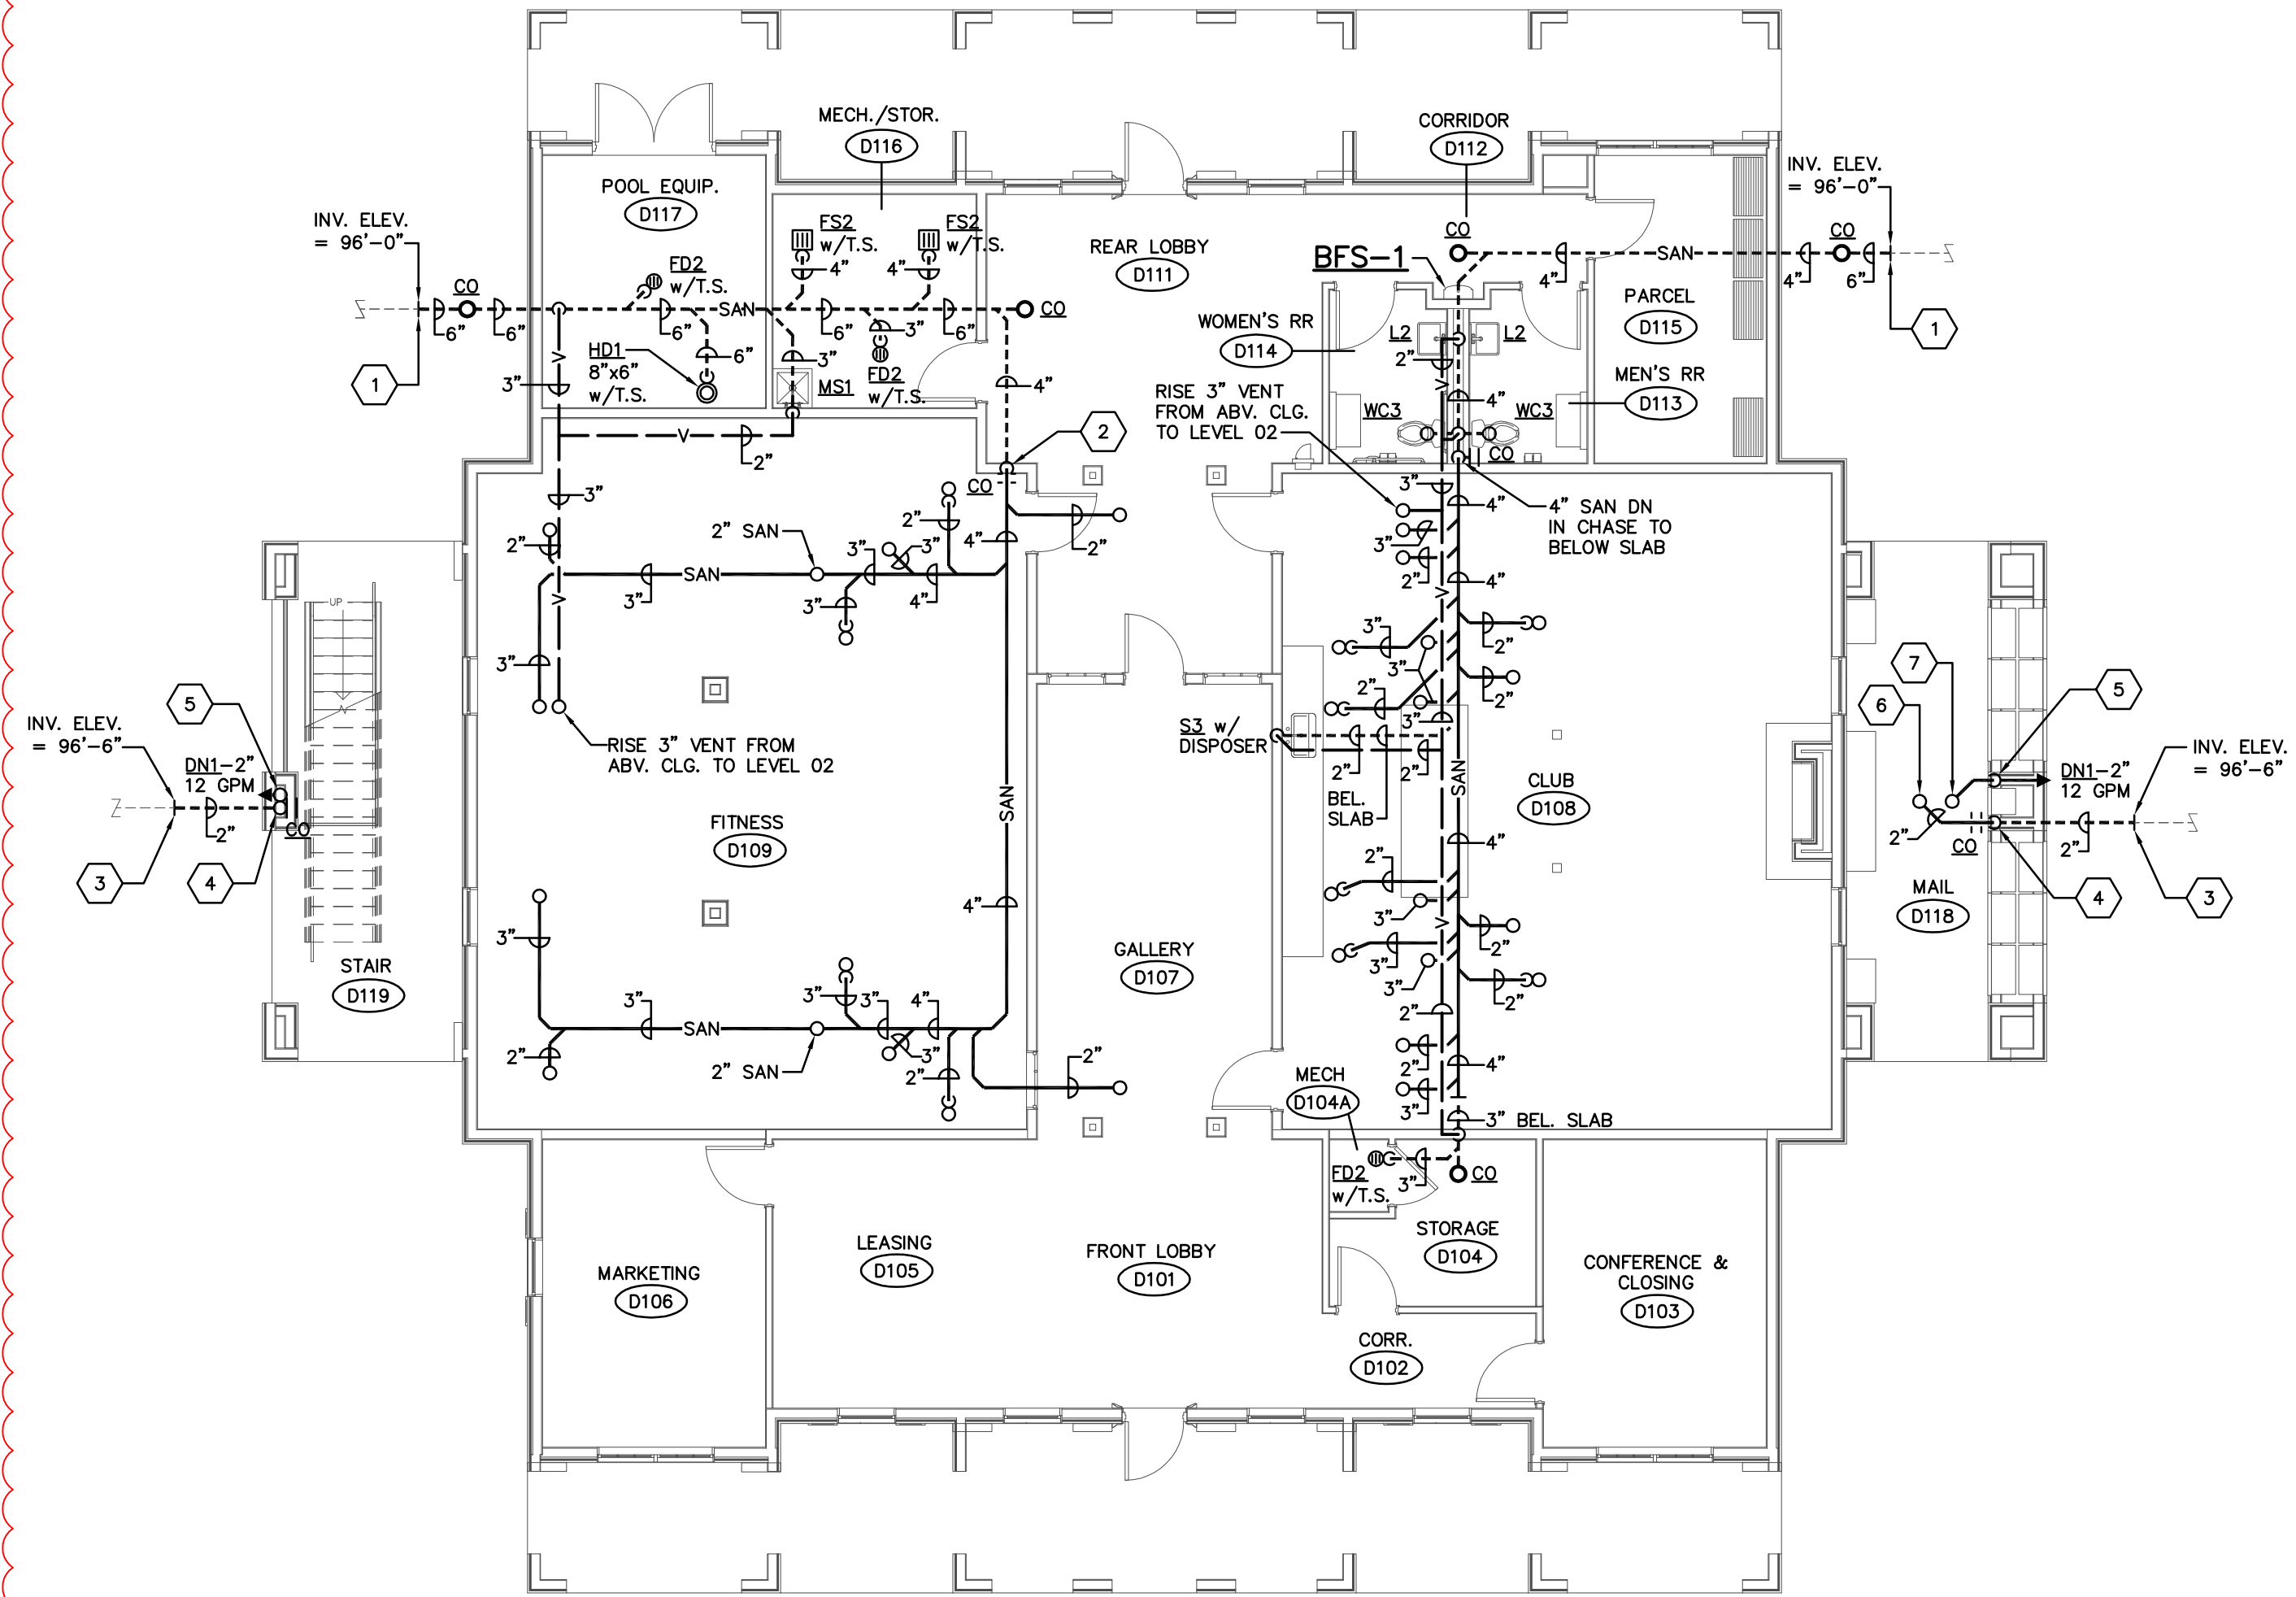 MECH./STOR.
D116
CORRIDOR
D112
INV. ELEV.
= 96'-0"
POOL EQUIP.
D117
INV. ELEV.
= 96'-0"
FS2
w/T.S.
FS2
w/T.S.
CO
CO
REAR LOBBY
D111
BFS-1
SAN
4"
4"
4"
4"
6"
FD2
w/T.S.
PARCEL
D115
1
CO
CO
SAN
6"
6"
6"
6"
3"
6"
WOMEN'S RR
D114
L2
L2
HD1
8"x6"
w/T.S.
6"
3"
MS1
FD2
w/T.S.
V
3"
1
4"
2"
V
MEN'S RR
D113
RISE 3" VENT
FROM ABV. CLG.
TO LEVEL 02
WC3
WC3
4"
V
2"
2
CO
CO
3"
3"
4"
4" SAN DN
IN CHASE TO
BELOW SLAB
2" SAN
2"
2"
3"
3"
4"
2"
3"
2"
4"
SAN
3"
3"
4"
V
V
UP
3"
2"
3"
3"
2"
2"
3"
7
5
6
5
INV. ELEV.
= 96'-6"
RISE 3" VENT FROM
ABV. CLG. TO LEVEL 02
S3 w/
DISPOSER
2"
2"
BEL.
SLAB
SAN
INV. ELEV.
= 96'-6"
DN1-2"
12 GPM
DN1-2"
12 GPM
CLUB
D108
SAN
2"
CO
FITNESS
D109
2"
CO
2"
4"
3
4
2"
MAIL
D118
4
3
3"
4"
3"
V
2"
GALLERY
D107
STAIR
D119
3"
3"
2"
3"
3"
3"
4"
SAN
2"
2" SAN
3"
2"
2"
2"
2"
4"
MECH
D104A
3"
3" BEL. SLAB
FD2
w/T.S.
3"
CO
STORAGE
D104
LEASING
D105
FRONT LOBBY
D101
MARKETING
D106
CONFERENCE &
CLOSING
D103
CORR.
D102